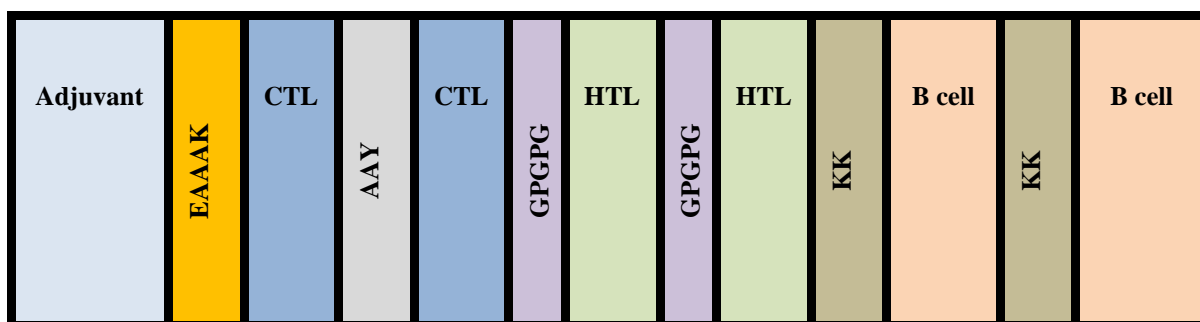 Adjuvant
EAAAK
CTL
AAY
CTL
GPGPG
HTL
GPGPG
HTL
KK
B cell
KK
B cell